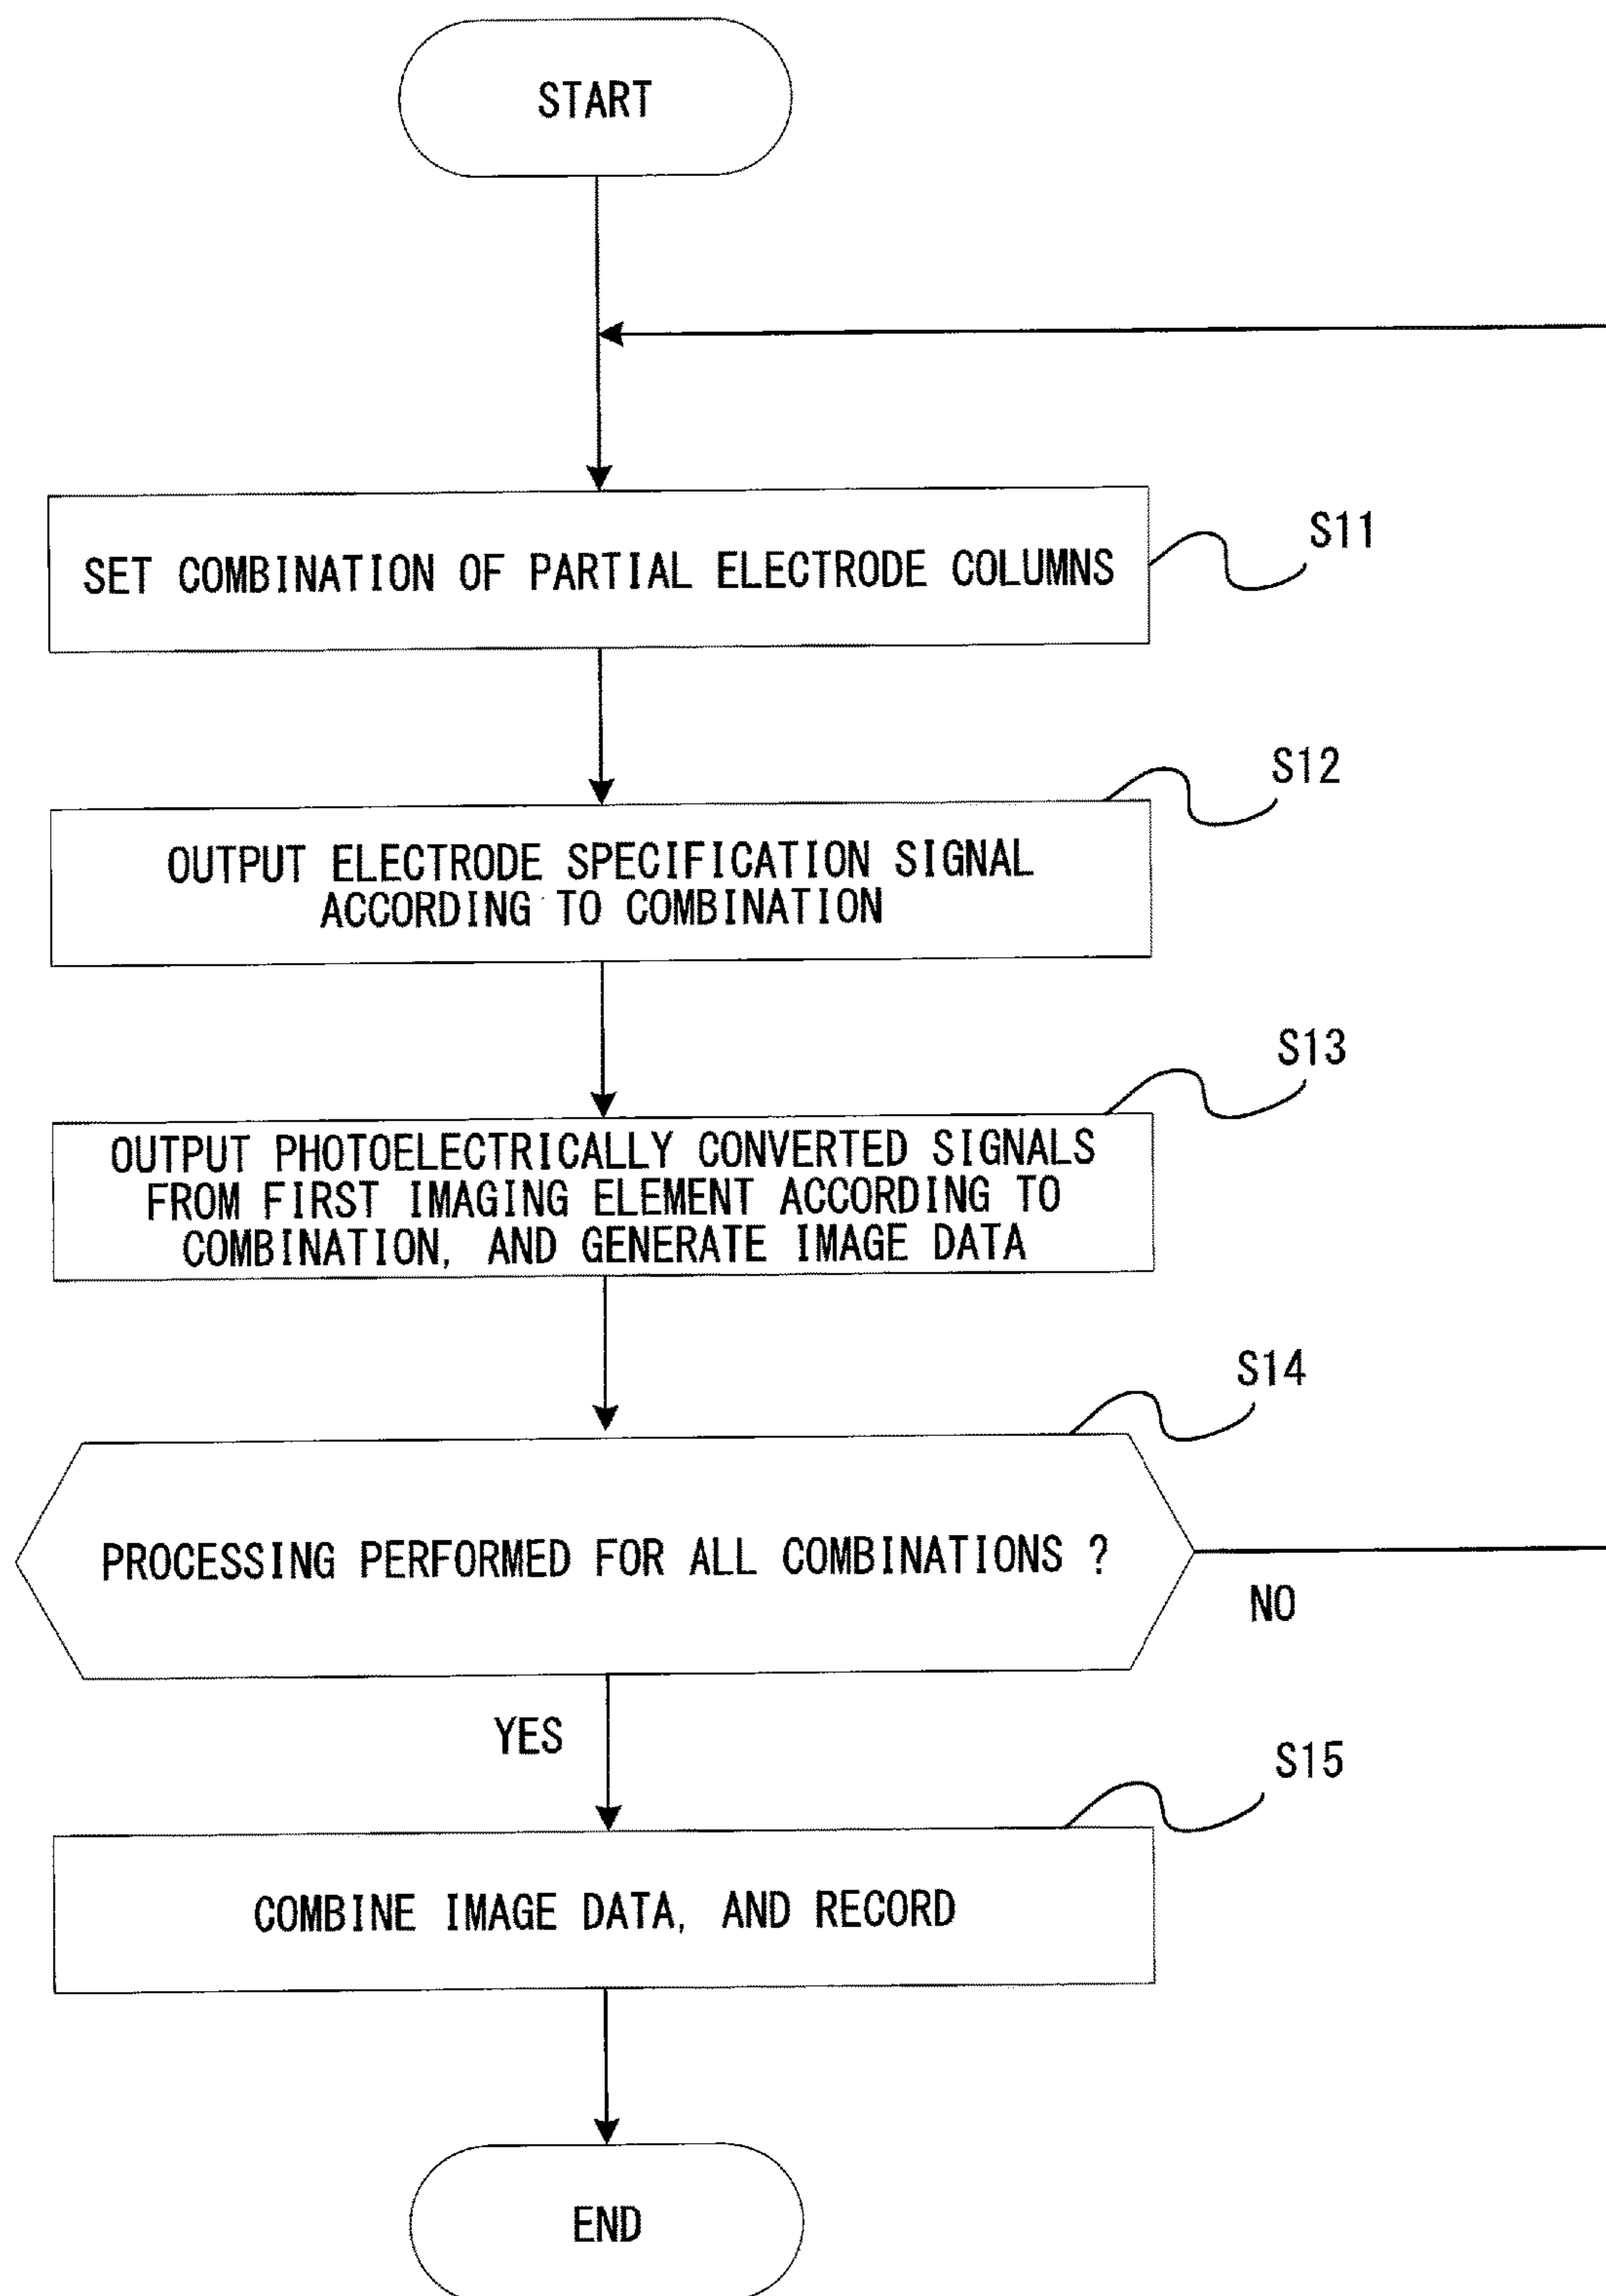 START
SET COMBINATION OF PARTIAL ELECTRODE COLUMNS
S11
S12
OUTPUT ELECTRODE SPECIFICATION SIGNAL
ACCORDING TO COMBINATION
S13
OUTPUT PHOTOELECTRICALLY CONVERTED SIGNALS
FROM FIRST IMAGING ELEMENT ACCORDING TO
COMBINATION, AND GENERATE IMAGE DATA
S14
PROCESSING PERFORMED FOR ALL COMBINATIONS ?
NO
YES
S15
COMBINE IMAGE DATA, AND RECORD
END